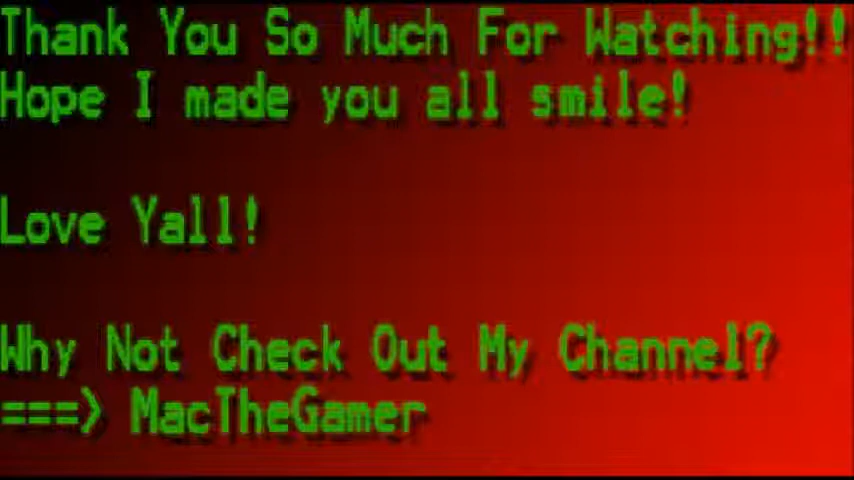 Thank You So Much For Watching!!
Hope I made you all smile!
Love Yall!
Why Not Check Out My Channel?
===> MacTheGamer